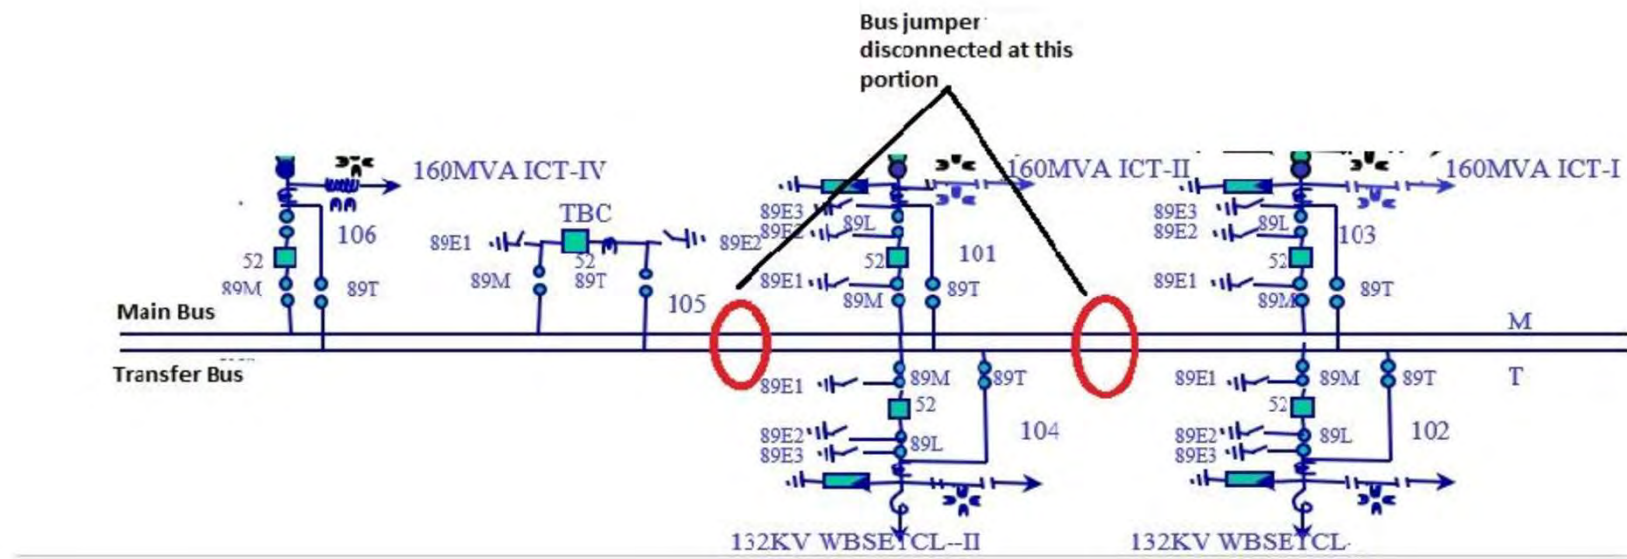 Bus jumper
disconnected at this
portion
160MVA ICT-IV
160MVA ICT-II
160MVA ICT-I
TBC
89E1
89E2
106
52
89M
89T
52
89M
89T
105
89E3
89E2
89L
101
52
89E1
89M
89T
89E3
89E2
89L
103
52
89E1
89M
89T
Main Bus
M
Transfer Bus
T
89E1
89M
89T
52
89E2
89L
89E3
104
89E1
89M
89T
52
89E2
89L
89E3
102
132KV WBSETCL--II
132KV WBSETCL-